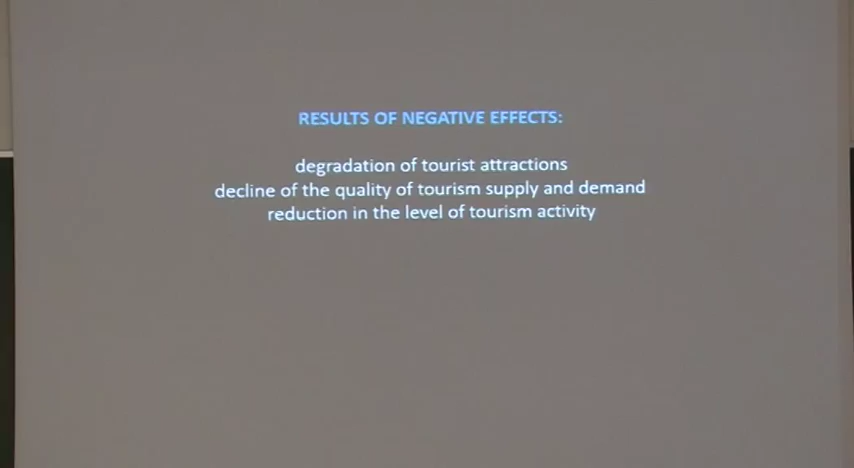 RESULTS OF NEGATIVE EFFECTS:
degradation of tourist attractions
decline of the quality of tourism supply and demand
reduction in the level of tourism activity